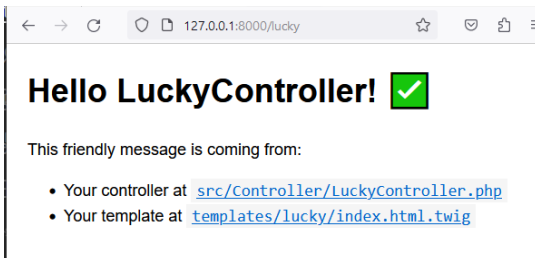 127.0.0.1:8000/lucky
Hello LuckyController! ✅
This friendly message is coming from:
• Your controller at src/Controller/LuckyController.php
• Your template at templates/lucky/index.html.twig